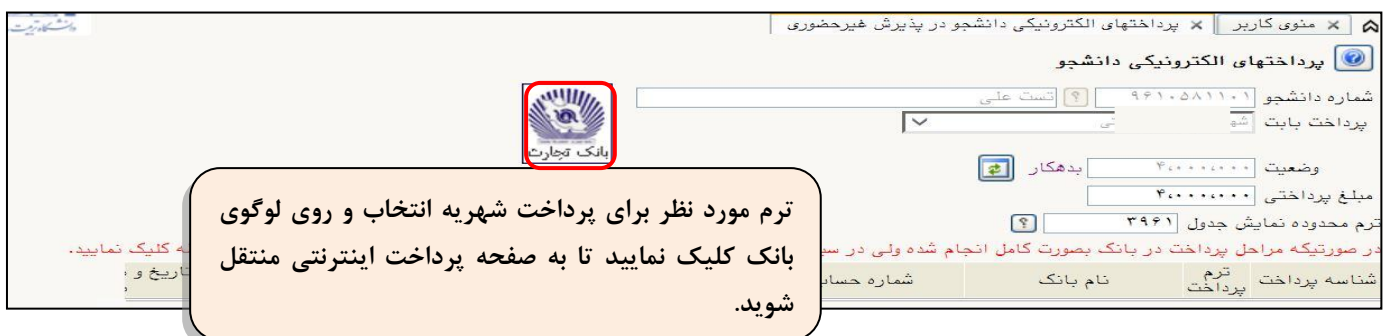 منوی کاربر × پرداختهای الکترونیکی دانشجو در پذیرش غیرحضوری ×
پرداختهای الکترونیکی دانشجو
شماره دانشجو ۹۶۱۰۵۸۱۱۰۱ ؟ تست علی
پرداخت بابت
بانک تجارت
وضعیت ۴،۰۰۰،۰۰۰ بدهکار
مبلغ پرداختی ۴،۰۰۰،۰۰۰
ترم محدوده نمایش جدول ۳۹۶۱ ؟
در صورتیکه مراحل پرداخت در بانک بصورت کامل انجام شده ولی در کلیک نمایید.
شناسه پرداخت ترم پرداخت نام بانک شماره حساب تاریخ و
ترم مورد نظر برای پرداخت شهریه انتخاب و روی لوگوی
بانک کلیک نمایید تا به صفحه پرداخت اینترنتی منتقل
شوید.